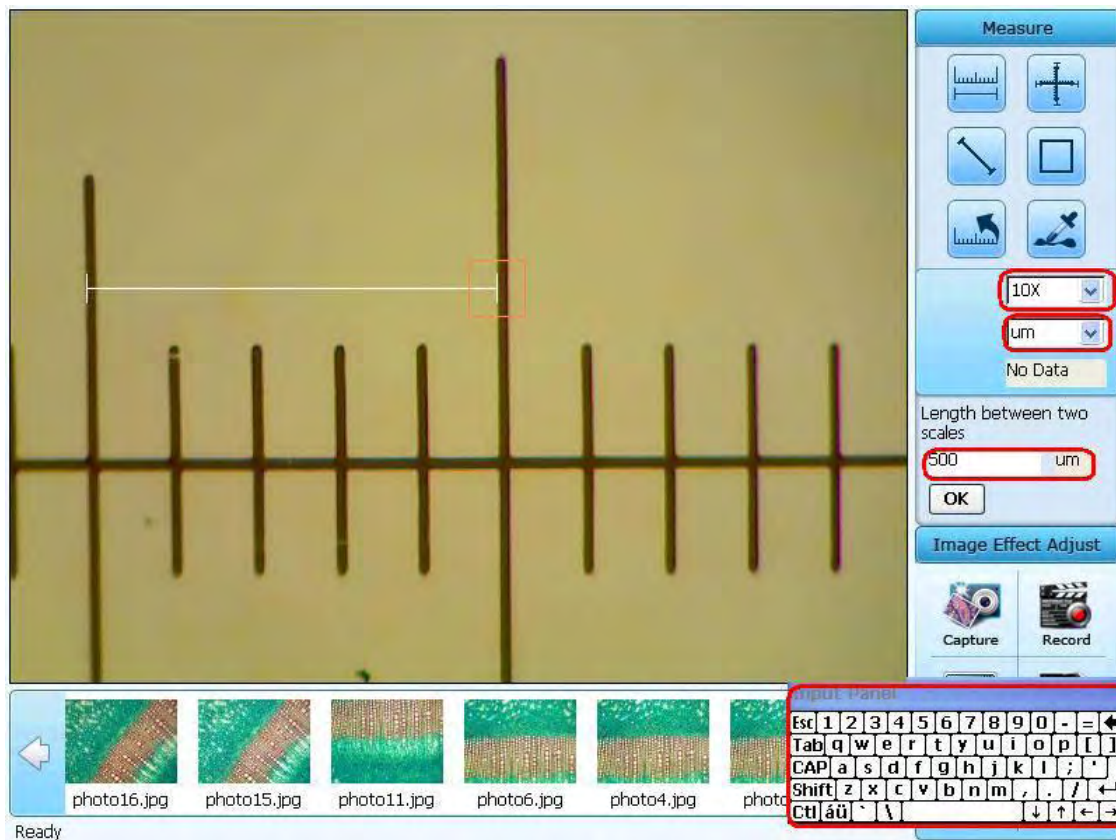 Measure
10X
um
No Data
Length between two
scales
500 um
OK
Image Effect Adjust
Capture Record
photo16.jpg photo15.jpg photo11.jpg photo6.jpg photo4.jpg photo
Input Panel
Esc 1 2 3 4 5 6 7 8 9 0 - =
Tab q w e r t y u i o p [ ]
CAP a s d f g h j k l ; '
Shift z x c v b n m , . /
Ctl áü ` \
Ready